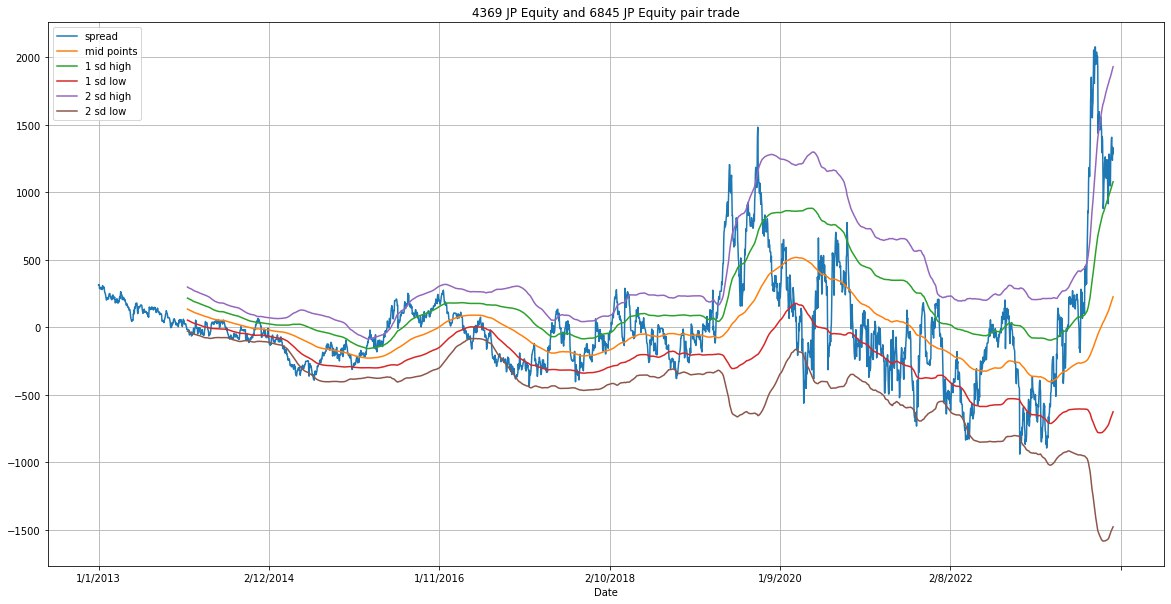 4369 JP Equity and 6845 JP Equity pair trade
spread
mid points
1 sd high
1 sd low
2 sd high
2 sd low
2000
1500
1000
500
0
−500
−1000
−1500
1/1/2013 2/12/2014 1/11/2016 2/10/2018 1/9/2020 2/8/2022
Date